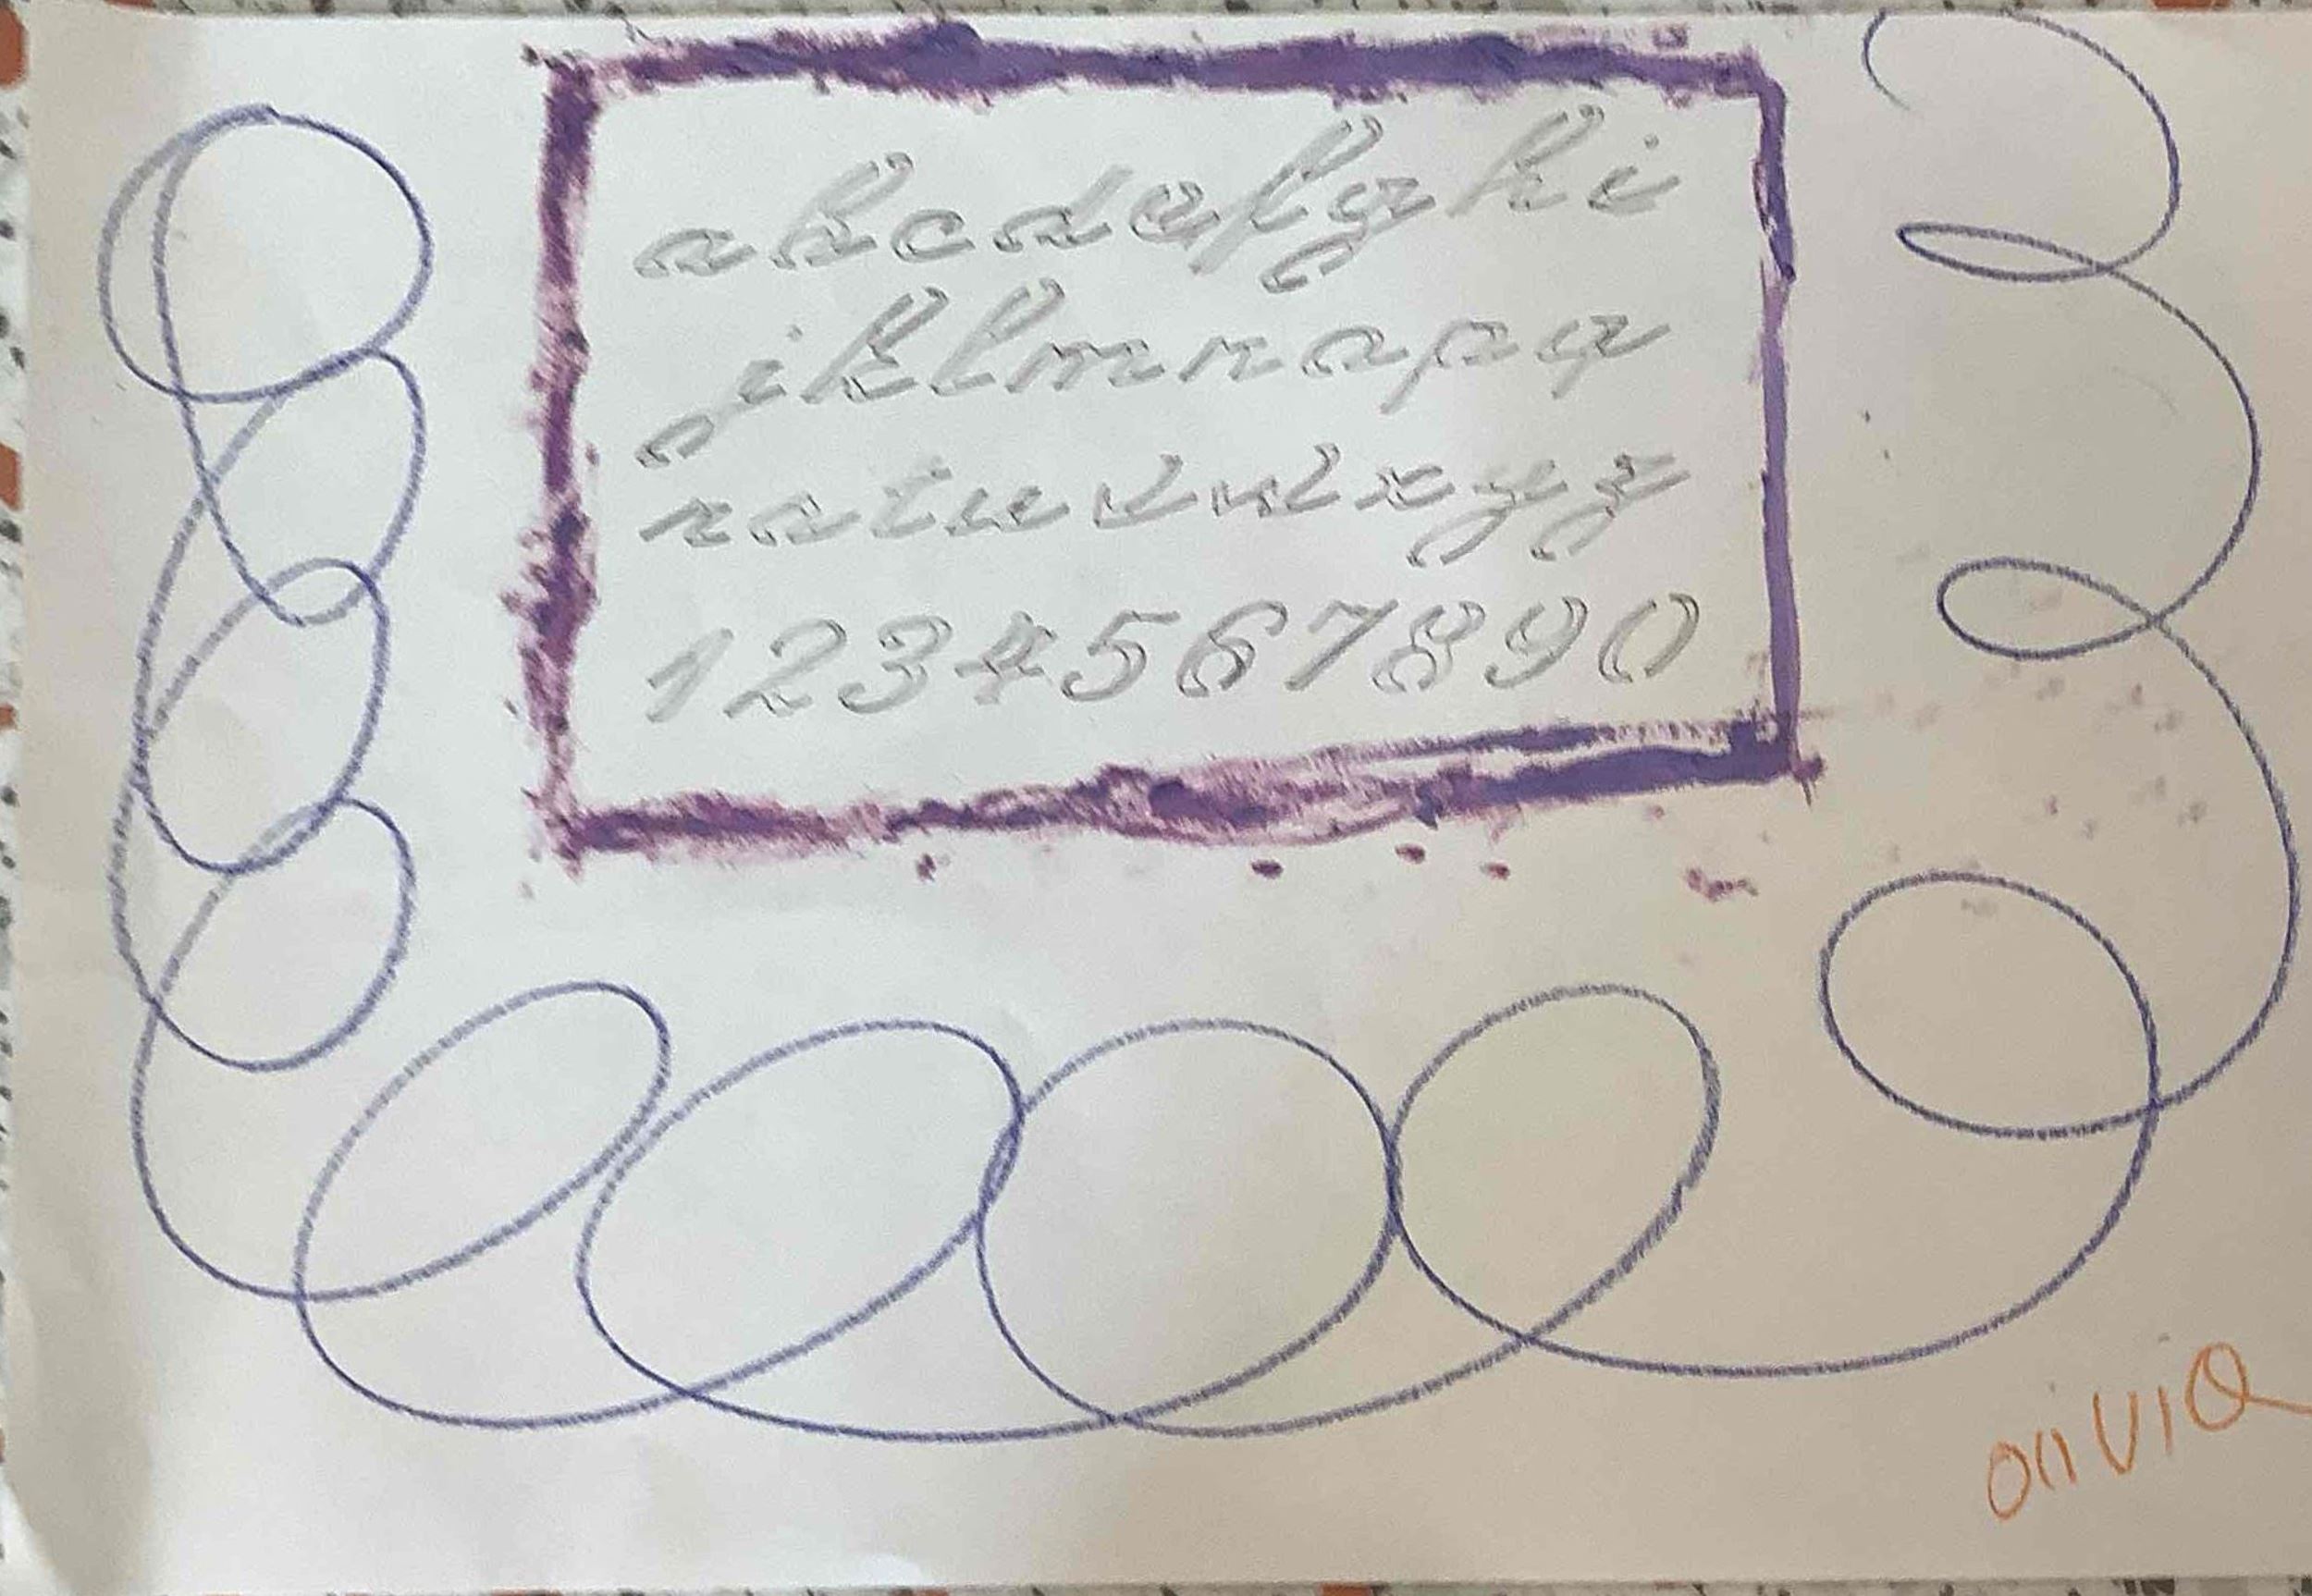 abcdefghi
jklmnopq
rstuvwxyz
1234567890
olivia